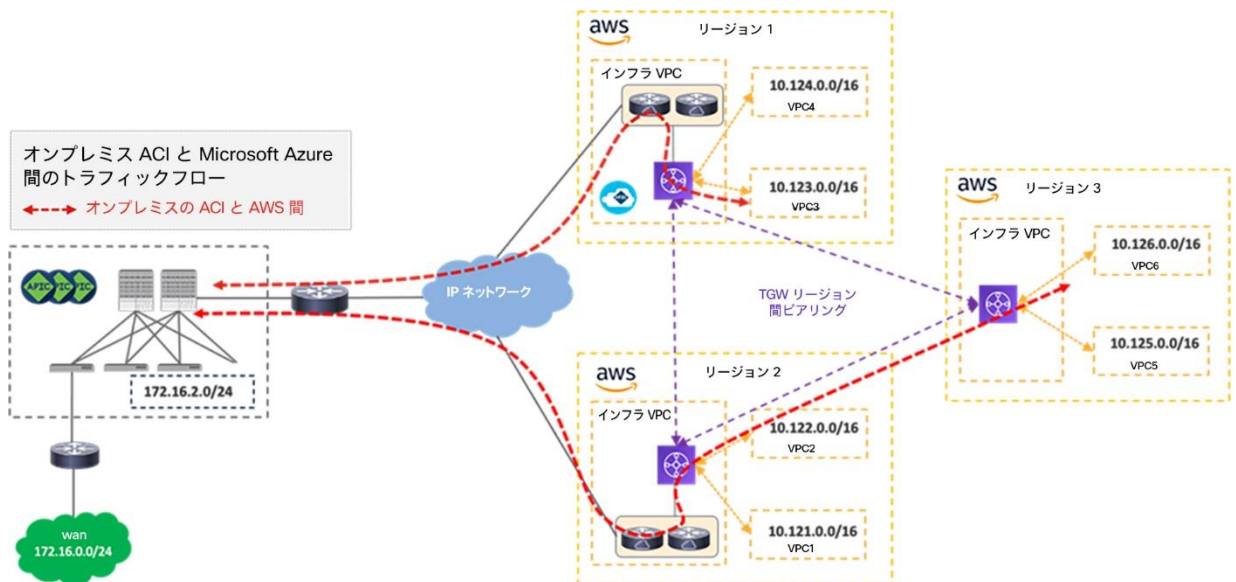 オンプレミス ACI と Microsoft Azure
間のトラフィックフロー
オンプレミスの ACI と AWS 間
APIC
PIC
PIC
172.16.2.0/24
wan
172.16.0.0/24
IP ネットワーク
aws
リージョン 1
インフラ VPC
10.124.0.0/16
VPC4
10.123.0.0/16
VPC3
TGW リージョン
間ピアリング
aws
リージョン 2
インフラ VPC
10.122.0.0/16
VPC2
10.121.0.0/16
VPC1
aws
リージョン 3
インフラ VPC
10.126.0.0/16
VPC6
10.125.0.0/16
VPC5